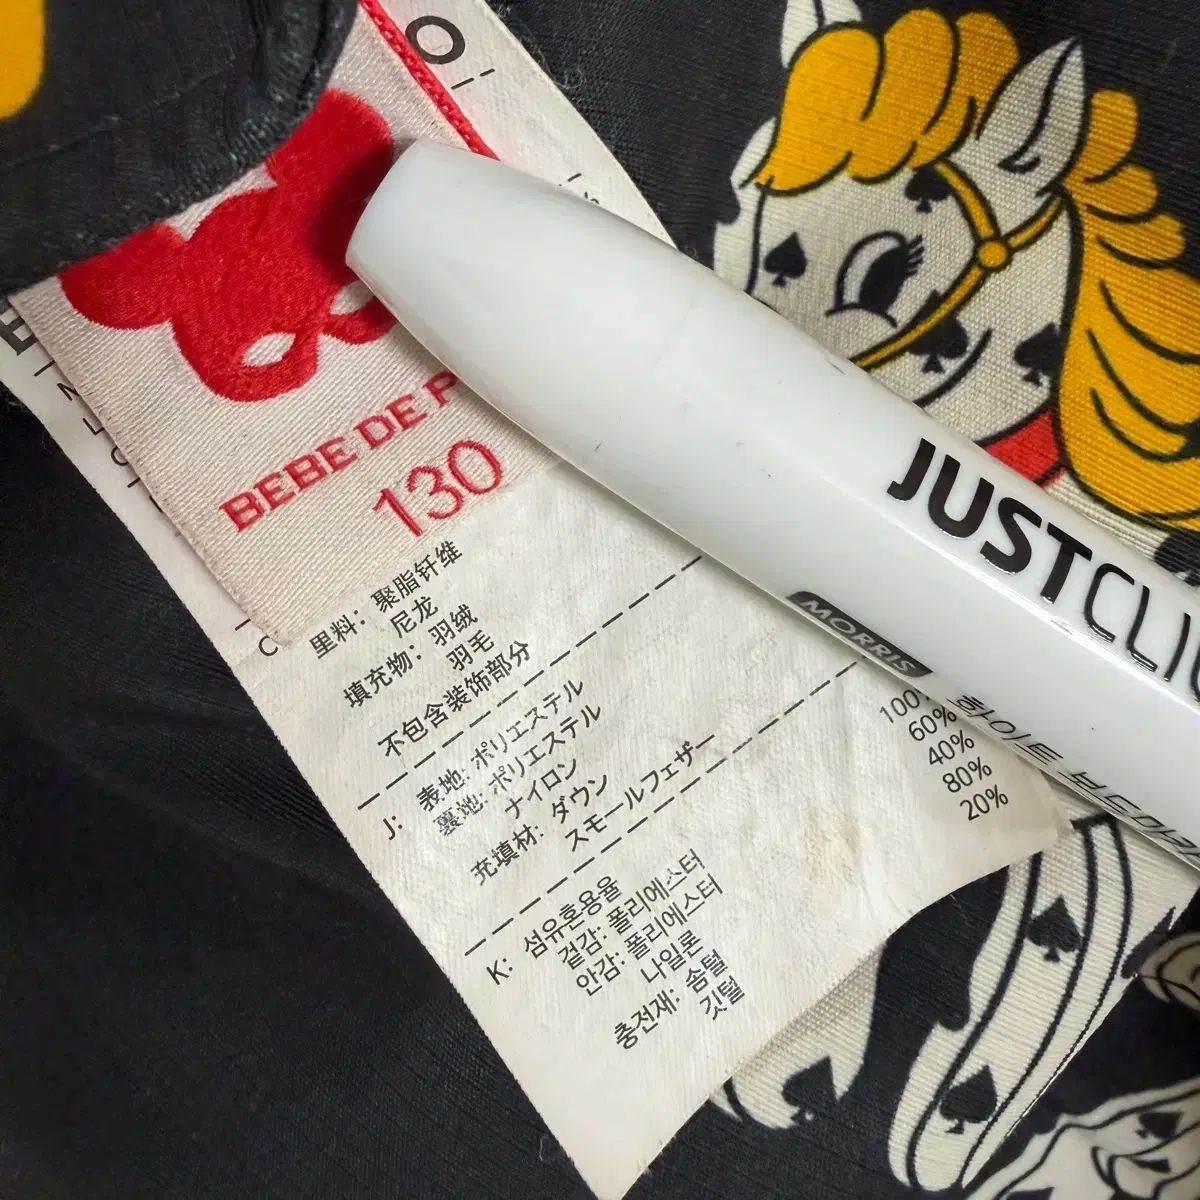 BEBE DE P
130
里料: 聚脂钎维
尼龙
填充物: 羽绒
羽毛
不包含装饰部分
J: 表地: ポリエステル
裏地: ポリエステル
ナイロン
充填材: ダウン
スモールフェザー
100
60%
40%
80%
20%
K: 섬유혼용율
겉감: 폴리에스터
안감: 폴리에스터
나일론
충전재: 솜털
깃털
JUSTCLI
MORRIS